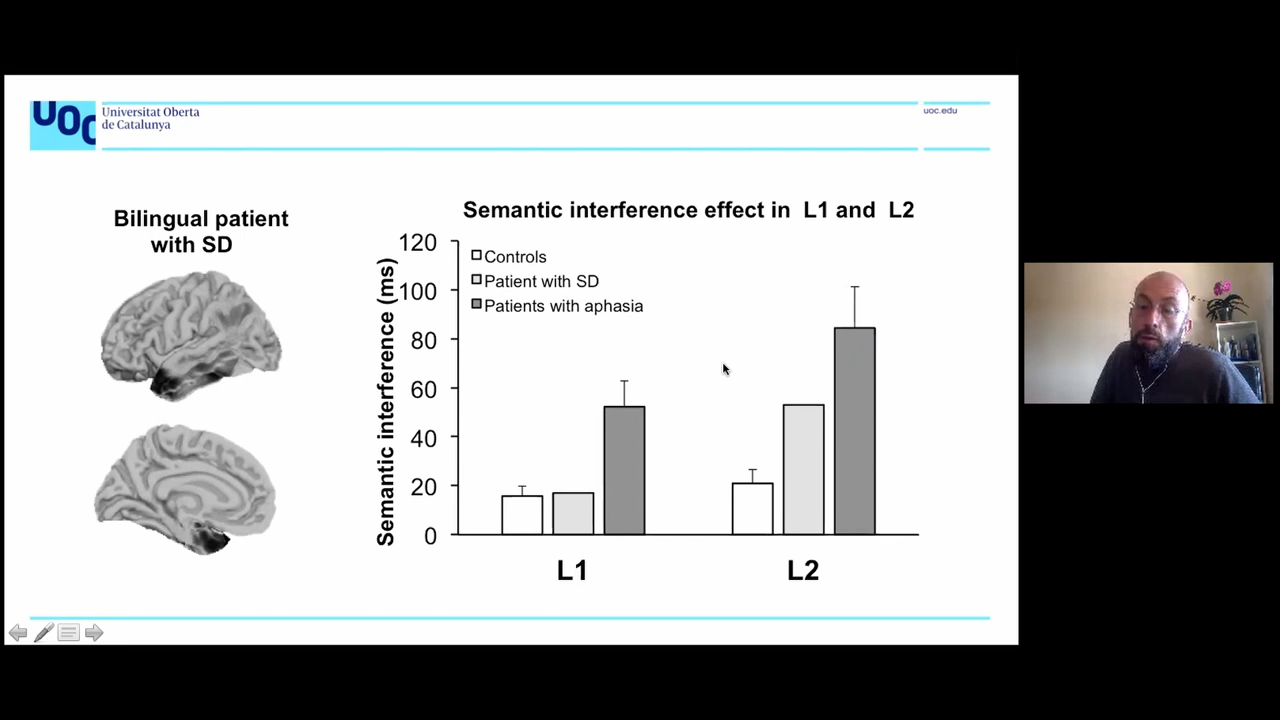 UOC
Universitat Oberta
de Catalunya
uoc.edu
Bilingual patient
with SD
Semantic interference effect in L1 and L2
Semantic interference (ms)
120
100
80
60
40
20
0
Controls
Patient with SD
Patients with aphasia
L1
L2